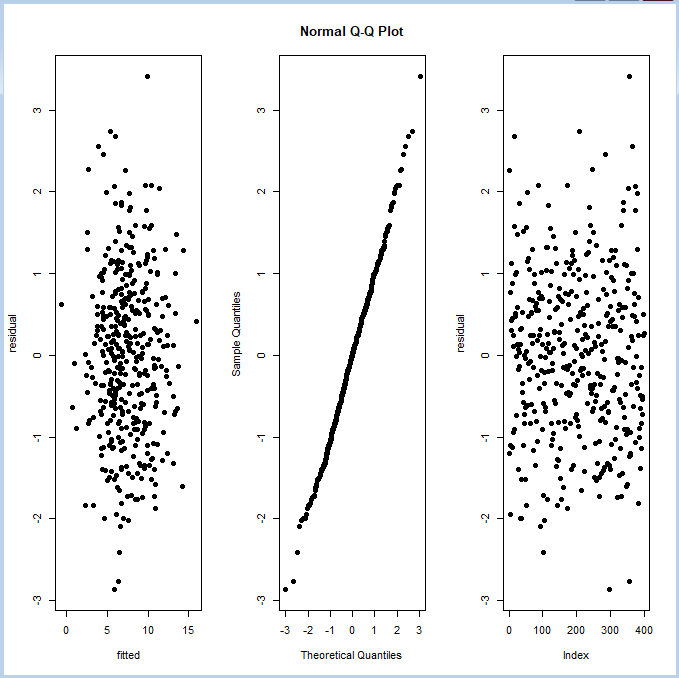 Normal Q-Q Plot
residual
-3 -2 -1 0 1 2 3
0 5 10 15
fitted
Sample Quantiles
-3 -2 -1 0 1 2 3
-3 -2 -1 0 1 2 3
Theoretical Quantiles
residual
-3 -2 -1 0 1 2 3
0 100 200 300 400
Index